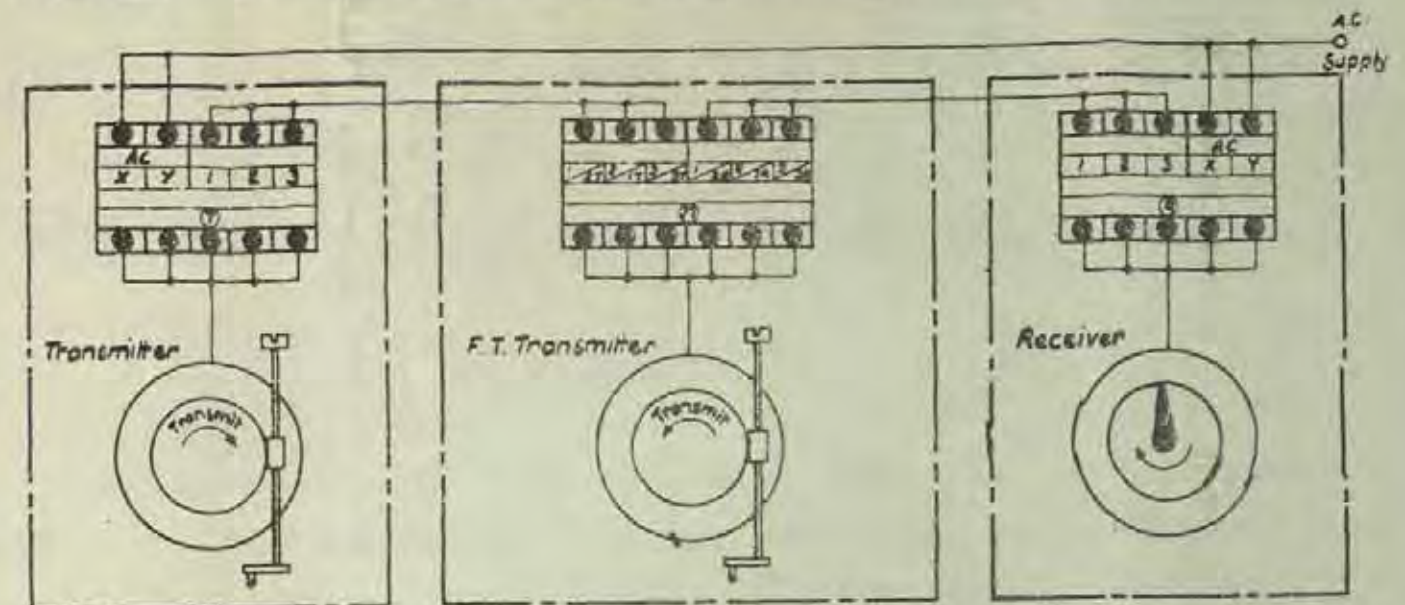 A.C.
Supply
AC
X Y 1 2 3
T
AC
1 2 3 X Y
Transmitter
F.T. Transmitter
Receiver
Transmit
Transmit